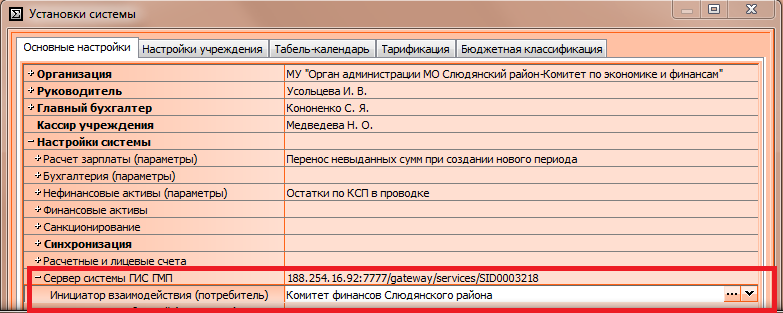 Установки системы
Основные настройки Настройки учреждения Табель-календарь Тарификация Бюджетная классификация
Организация МУ "Орган администрации МО Слюдянский район-Комитет по экономике и финансам"
Руководитель Усольцева И. В.
Главный бухгалтер Кононенко С. Я.
Кассир учреждения Медведева Н. О.
Настройки системы
Расчет зарплаты (параметры) Перенос невыданных сумм при создании нового периода
Бухгалтерия (параметры)
Нефинансовые активы (параметры) Остатки по КСП в проводке
Финансовые активы
Санкционирование
Синхронизация
Расчетные и лицевые счета
Сервер системы ГИС ГМП 188.254.16.92:7777/gateway/services/SID0003218
Инициатор взаимодействия (потребитель) Комитет финансов Слюдянского района ...